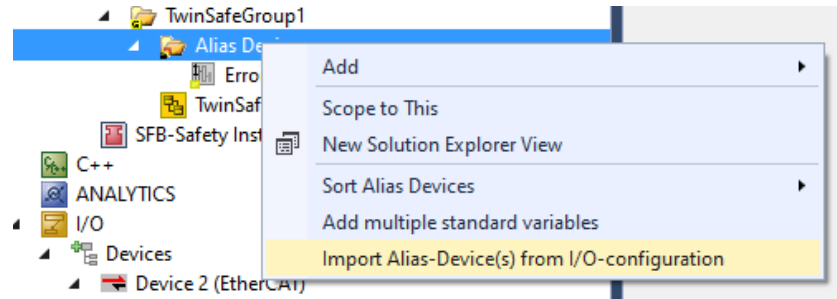 TwinSafeGroup1
Alias De
Erro
TwinSaf
SFB-Safety Inst
C++
ANALYTICS
I/O
Devices
Device 2 (EtherCAT)
Add
Scope to This
New Solution Explorer View
Sort Alias Devices
Add multiple standard variables
Import Alias-Device(s) from I/O-configuration